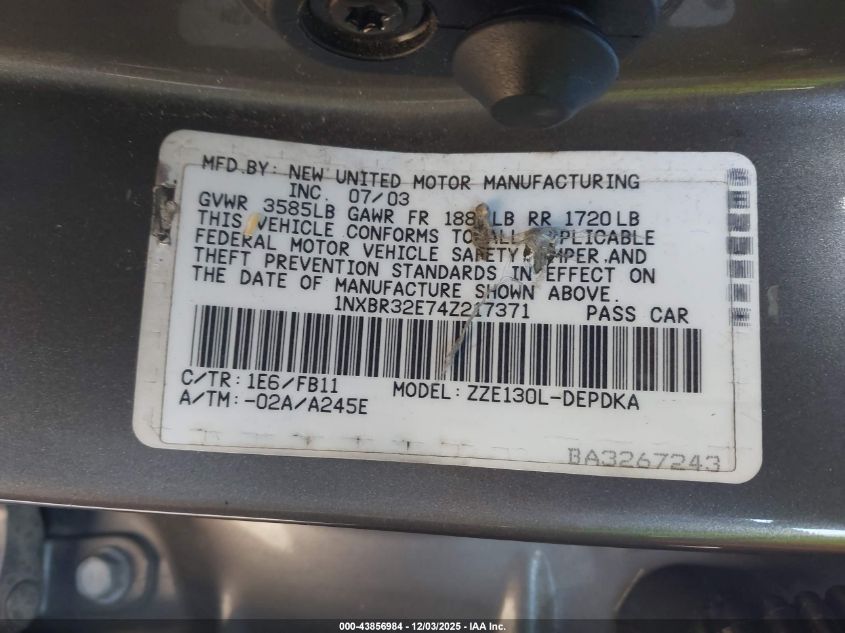 MFD.BY: NEW UNITED MOTOR MANUFACTURING
INC. 07/03
GVWR 3585LB GAWR FR LB RR 1720LB
THIS VEHICLE CONFORMS TO ALL APPLICABLE
FEDERAL MOTOR VEHICLE SAFETY, AND
THEFT PREVENTION STANDARDS IN EFFECT ON
THE DATE OF MANUFACTURE SHOWN ABOVE.
1NXBR32E74Z217371 PASS CAR
C/TR: 1E6/FB11 MODEL: ZZE130L-DEPDKA
A/TM: -02A/A245E
BA3267243
000-43856984 - 12/03/2025 - IAA Inc.